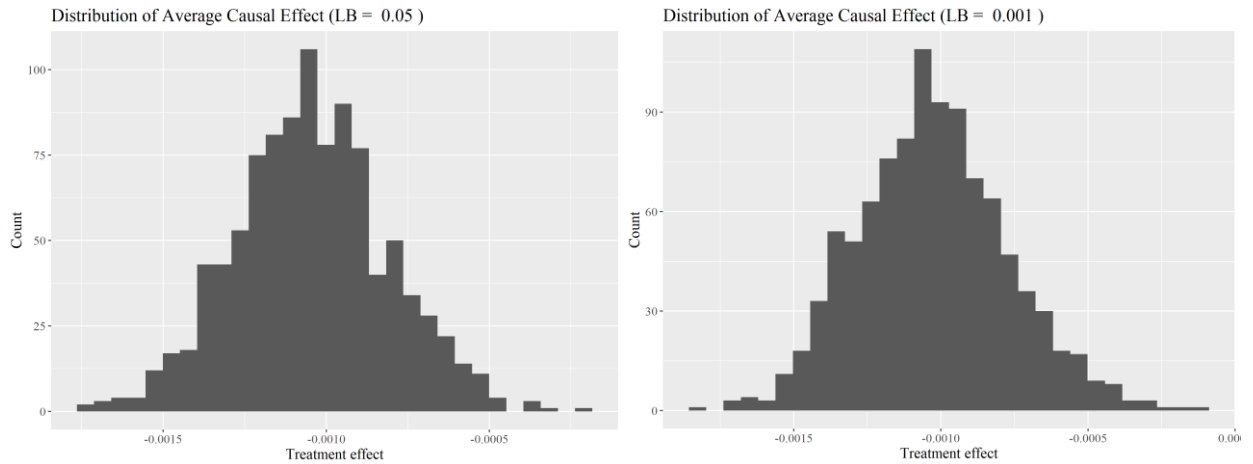 Distribution of Average Causal Effect (LB = 0.05 )
Count
100
75
50
25
0
-0.0015
-0.0010
-0.0005
Treatment effect
Distribution of Average Causal Effect (LB = 0.001 )
Count
90
60
30
0
-0.0015
-0.0010
-0.0005
0.00
Treatment effect